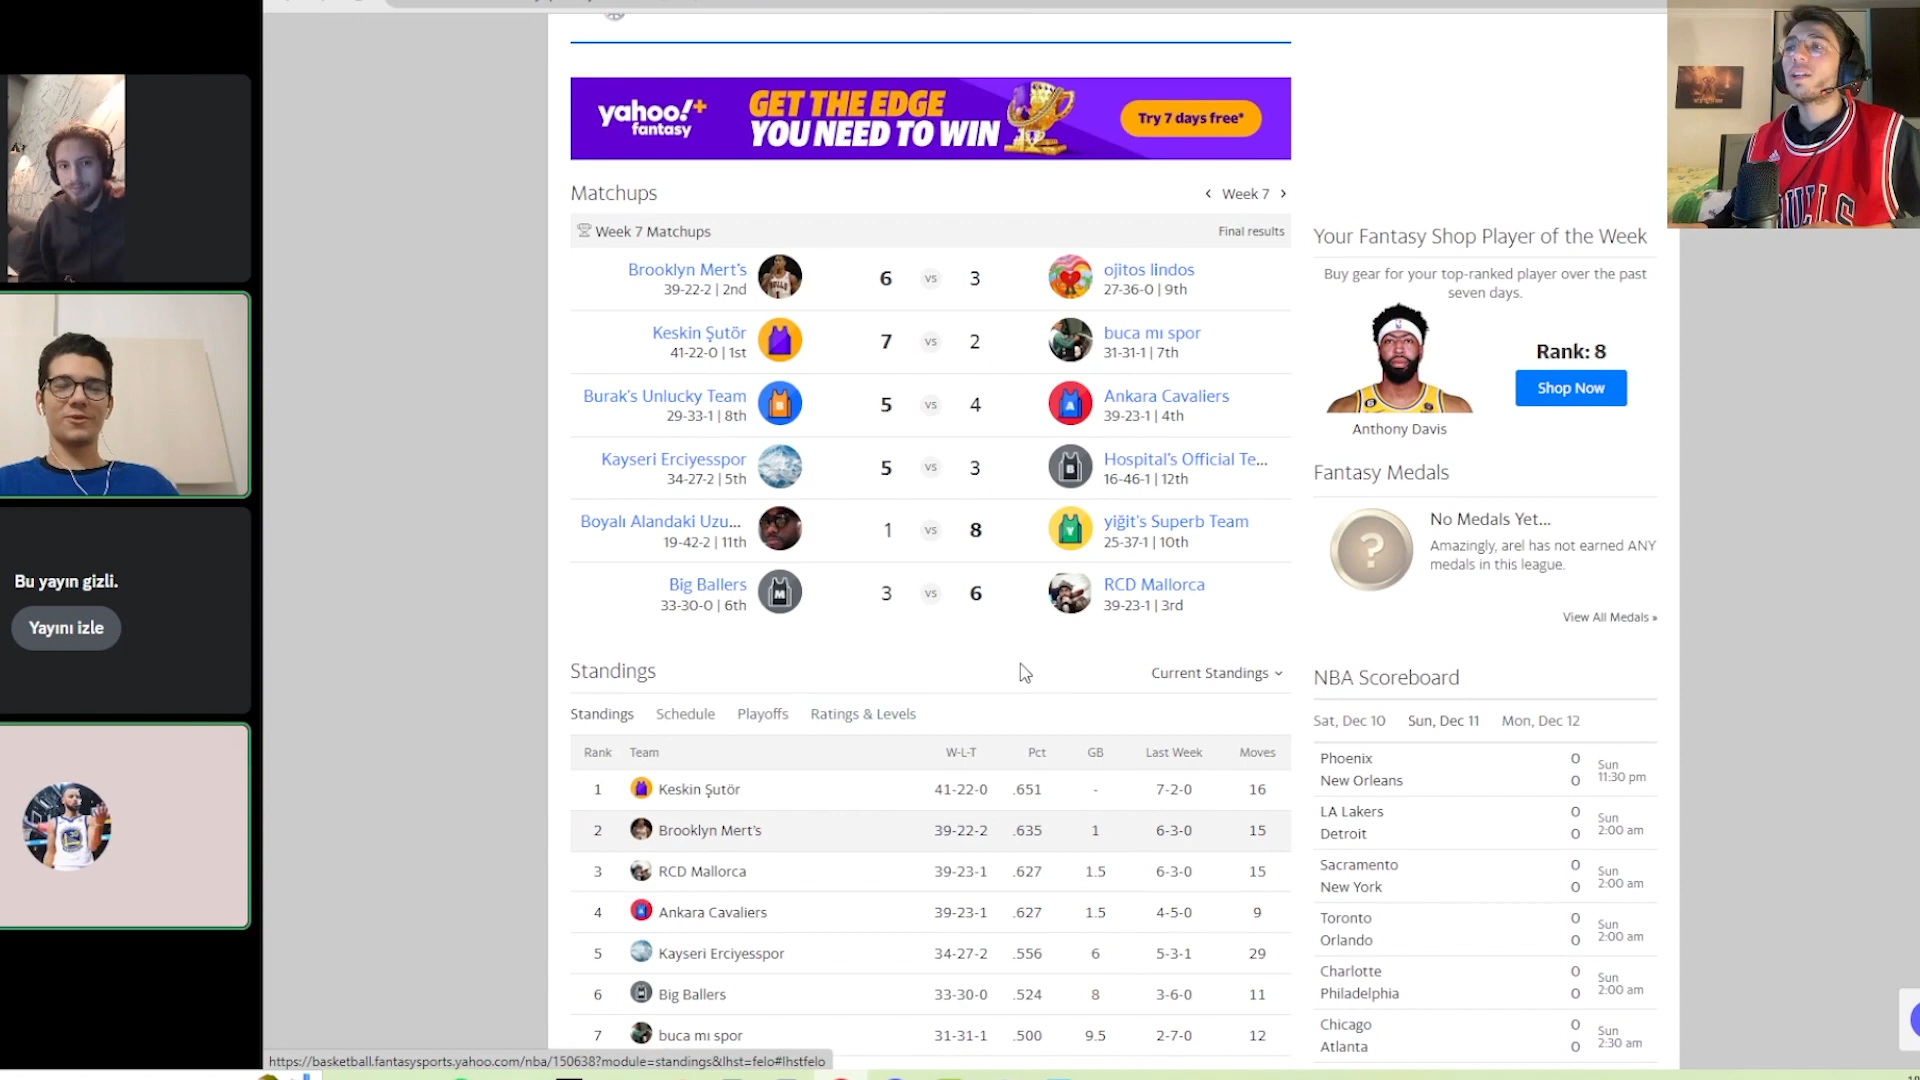 yahoo!+
fantasy
GET THE EDGE
YOU NEED TO WIN
Try 7 days free*
Matchups
Week 7
Week 7 Matchups
Final results
Brooklyn Mert's
39-22-2 | 2nd
6 vs 3
ojitos lindos
27-36-0 | 9th
Keskin Şutör
41-22-0 | 1st
7 vs 2
buca mı spor
31-31-1 | 7th
Burak's Unlucky Team
29-33-1 | 8th
5 vs 4
Ankara Cavaliers
39-23-1 | 4th
Kayseri Erciyesspor
34-27-2 | 5th
5 vs 3
Hospital's Official Te...
16-46-1 | 12th
Boyalı Alandaki Uzu...
19-42-2 | 11th
1 vs 8
yiğit's Superb Team
25-37-1 | 10th
Big Ballers
33-30-0 | 6th
3 vs 6
RCD Mallorca
39-23-1 | 3rd
Standings
Current Standings
Standings Schedule Playoffs Ratings & Levels
Rank Team W-L-T Pct GB Last Week Moves
1 Keskin Şutör 41-22-0 .651 - 7-2-0 16
2 Brooklyn Mert's 39-22-2 .635 1 6-3-0 15
3 RCD Mallorca 39-23-1 .627 1.5 6-3-0 15
4 Ankara Cavaliers 39-23-1 .627 1.5 4-5-0 9
5 Kayseri Erciyesspor 34-27-2 .556 6 5-3-1 29
6 Big Ballers 33-30-0 .524 8 3-6-0 11
7 buca mı spor 31-31-1 .500 9.5 2-7-0 12
https://basketball.fantasysports.yahoo.com/nba/150638?module=standings&lhst=felo#lhstfelo
Your Fantasy Shop Player of the Week
Buy gear for your top-ranked player over the past
seven days.
Rank: 8
Shop Now
Anthony Davis
Fantasy Medals
No Medals Yet...
Amazingly, arel has not earned ANY
medals in this league.
View All Medals »
NBA Scoreboard
Sat, Dec 10 Sun, Dec 11 Mon, Dec 12
Phoenix 0
New Orleans 0
Sun
11:30 pm
LA Lakers 0
Detroit 0
Sun
2:00 am
Sacramento 0
New York 0
Sun
2:00 am
Toronto 0
Orlando 0
Sun
2:00 am
Charlotte 0
Philadelphia 0
Sun
2:00 am
Chicago 0
Atlanta 0
Sun
2:30 am
Bu yayın gizli.
Yayını izle